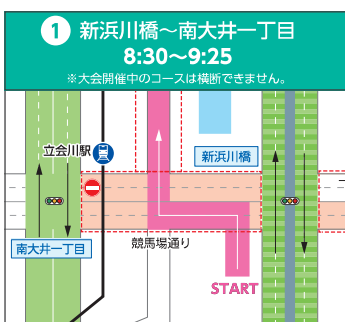 ① 新浜川橋～南大井一丁目
8:30～9:25
※大会開催中のコースは横断できません。
立会川駅
新浜川橋
南大井一丁目
競馬場通り
START